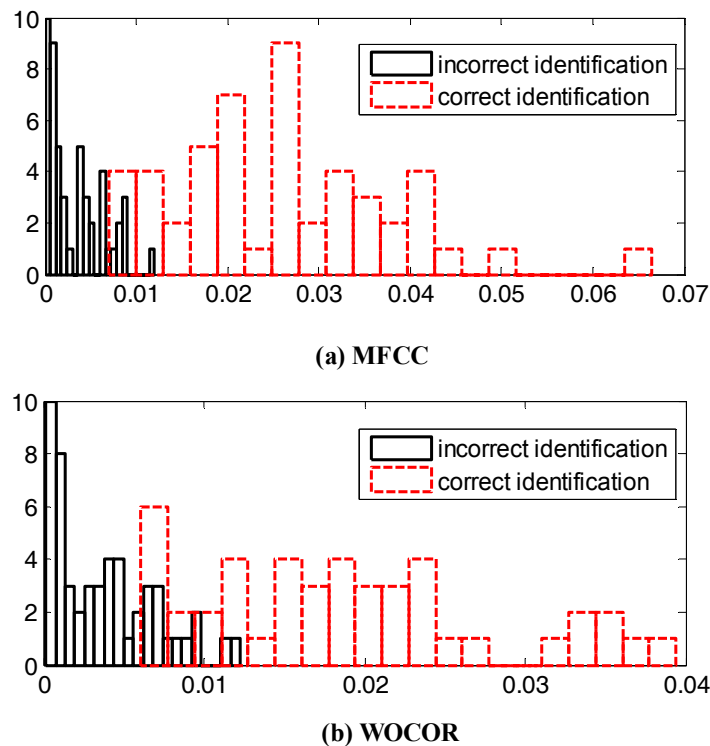 10
8
6
4
2
0
incorrect identification
correct identification
0 0.01 0.02 0.03 0.04 0.05 0.06 0.07
(a) MFCC
10
8
6
4
2
0
incorrect identification
correct identification
0 0.01 0.02 0.03 0.04
(b) WOCOR